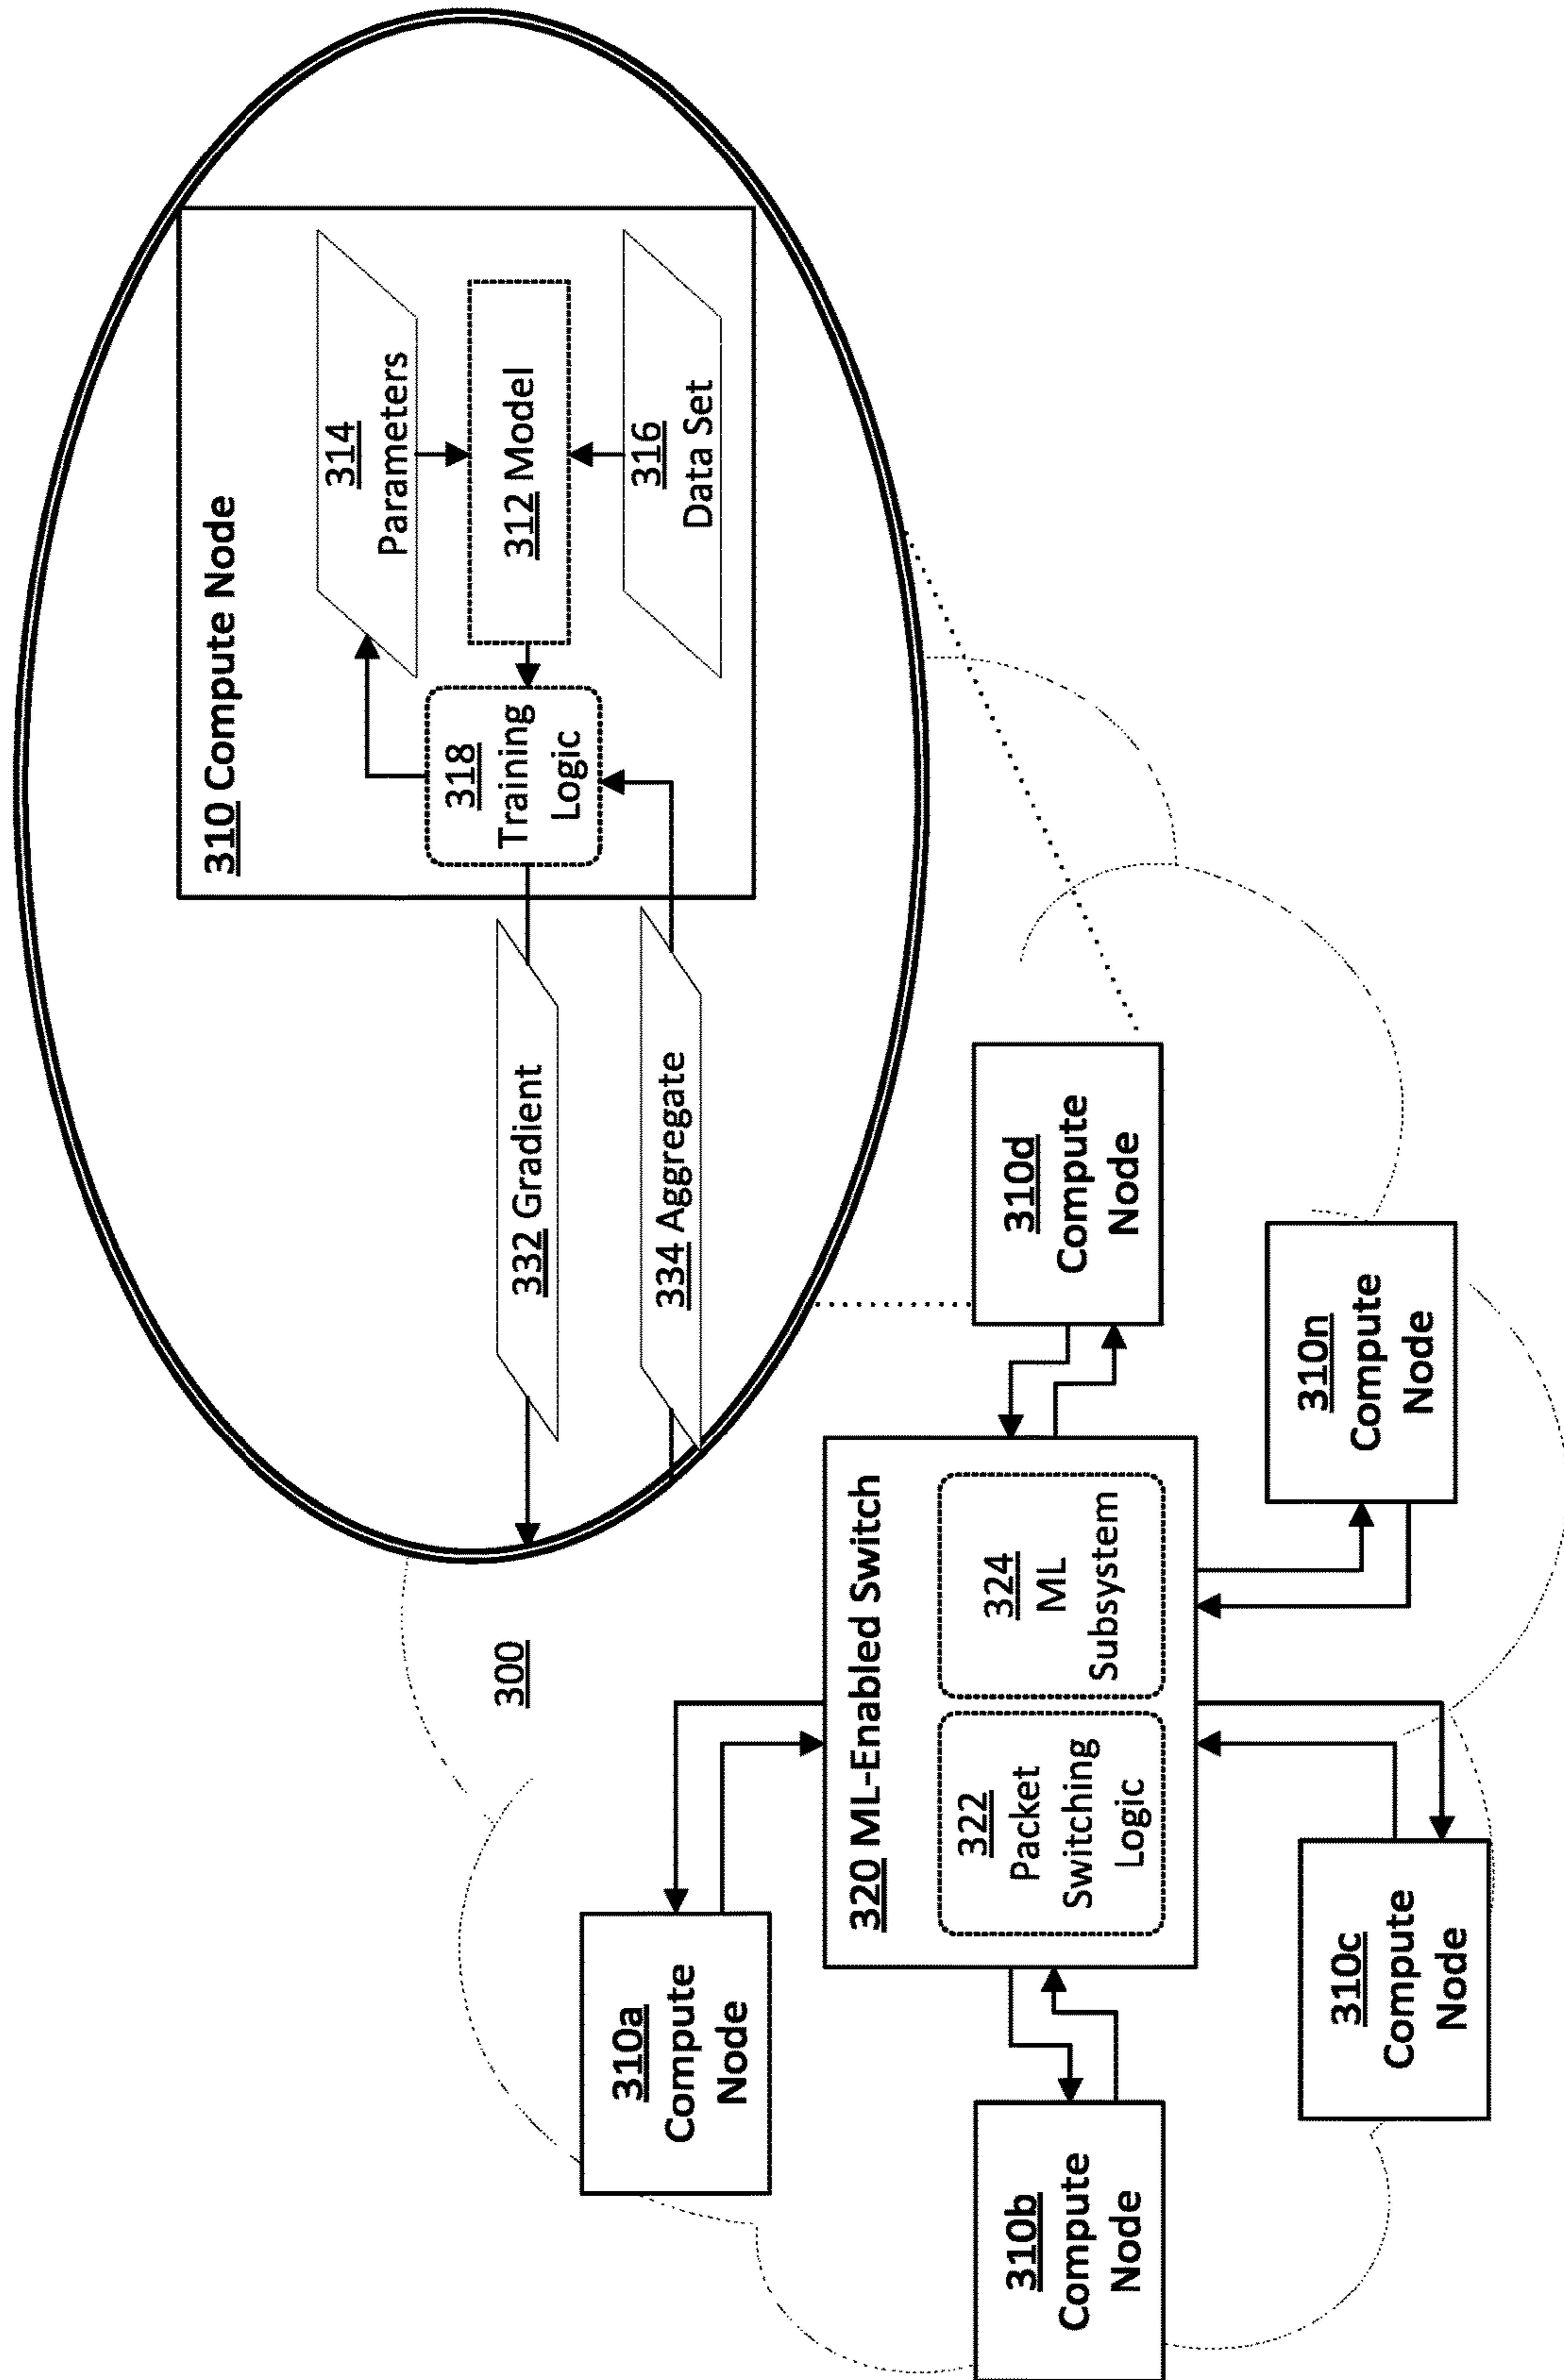 310 Compute Node
314
Parameters
312 Model
316
Data Set
318
Training
Logic
332 Gradient
334 Aggregate
300
310a
Compute
Node
320 ML-Enabled Switch
322
Packet
Switching
Logic
324
ML
Subsystem
310b
Compute
Node
310d
Compute
Node
310c
Compute
Node
310n
Compute
Node